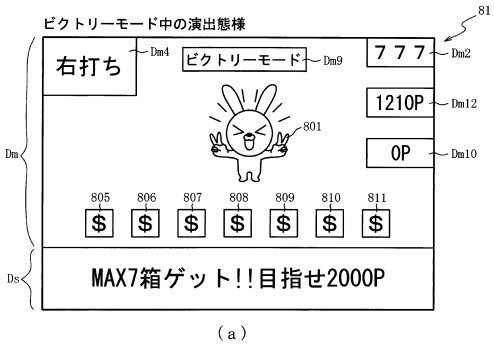 ビクトリーモード中の演出態様
81
右打ち
Dm4
ビクトリーモード
Dm9
7 7 7
Dm2
1210P
Dm12
801
0P
Dm10
Dm
805 806 807 808 809 810 811
$ $ $ $ $ $ $
Ds
MAX7箱ゲット!!目指せ2000P
(a)